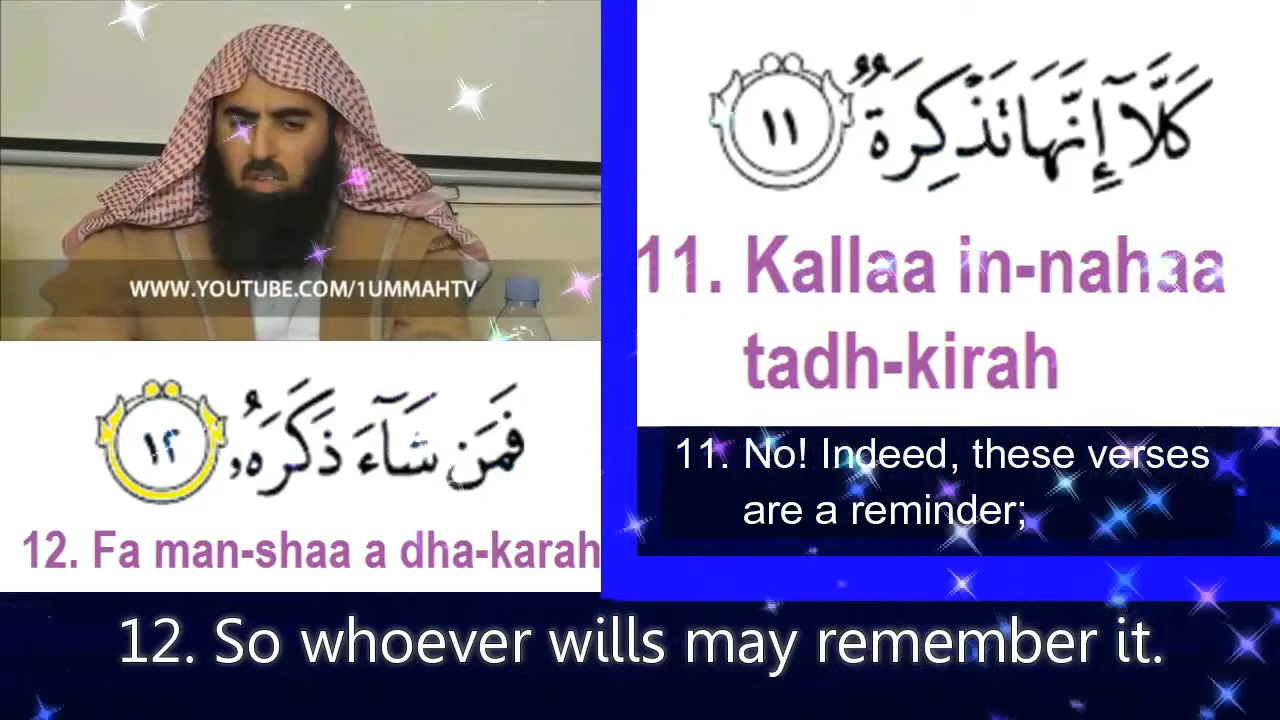 WWW.YOUTUBE.COM/1UMMAHTV
كَلَّآ إِنَّهَا تَذْكِرَةٌ ١١
11. Kallaa in-nahaa
tadh-kirah
11. No! Indeed, these verses
are a reminder;
فَمَن شَآءَ ذَكَرَهُۥ ١٢
12. Fa man-shaa a dha-karah
12. So whoever wills may remember it.